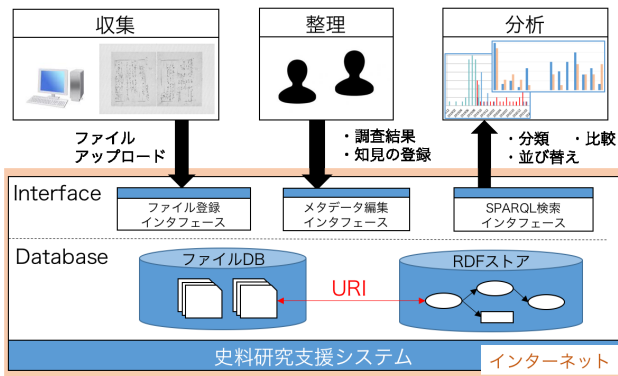 収集
整理
分析
ファイル
アップロード
・調査結果
・知見の登録
・分類　・比較
・並び替え
Interface
ファイル登録
インタフェース
メタデータ編集
インタフェース
SPARQL検索
インタフェース
Database
ファイルDB
RDFストア
URI
史料研究支援システム
インターネット